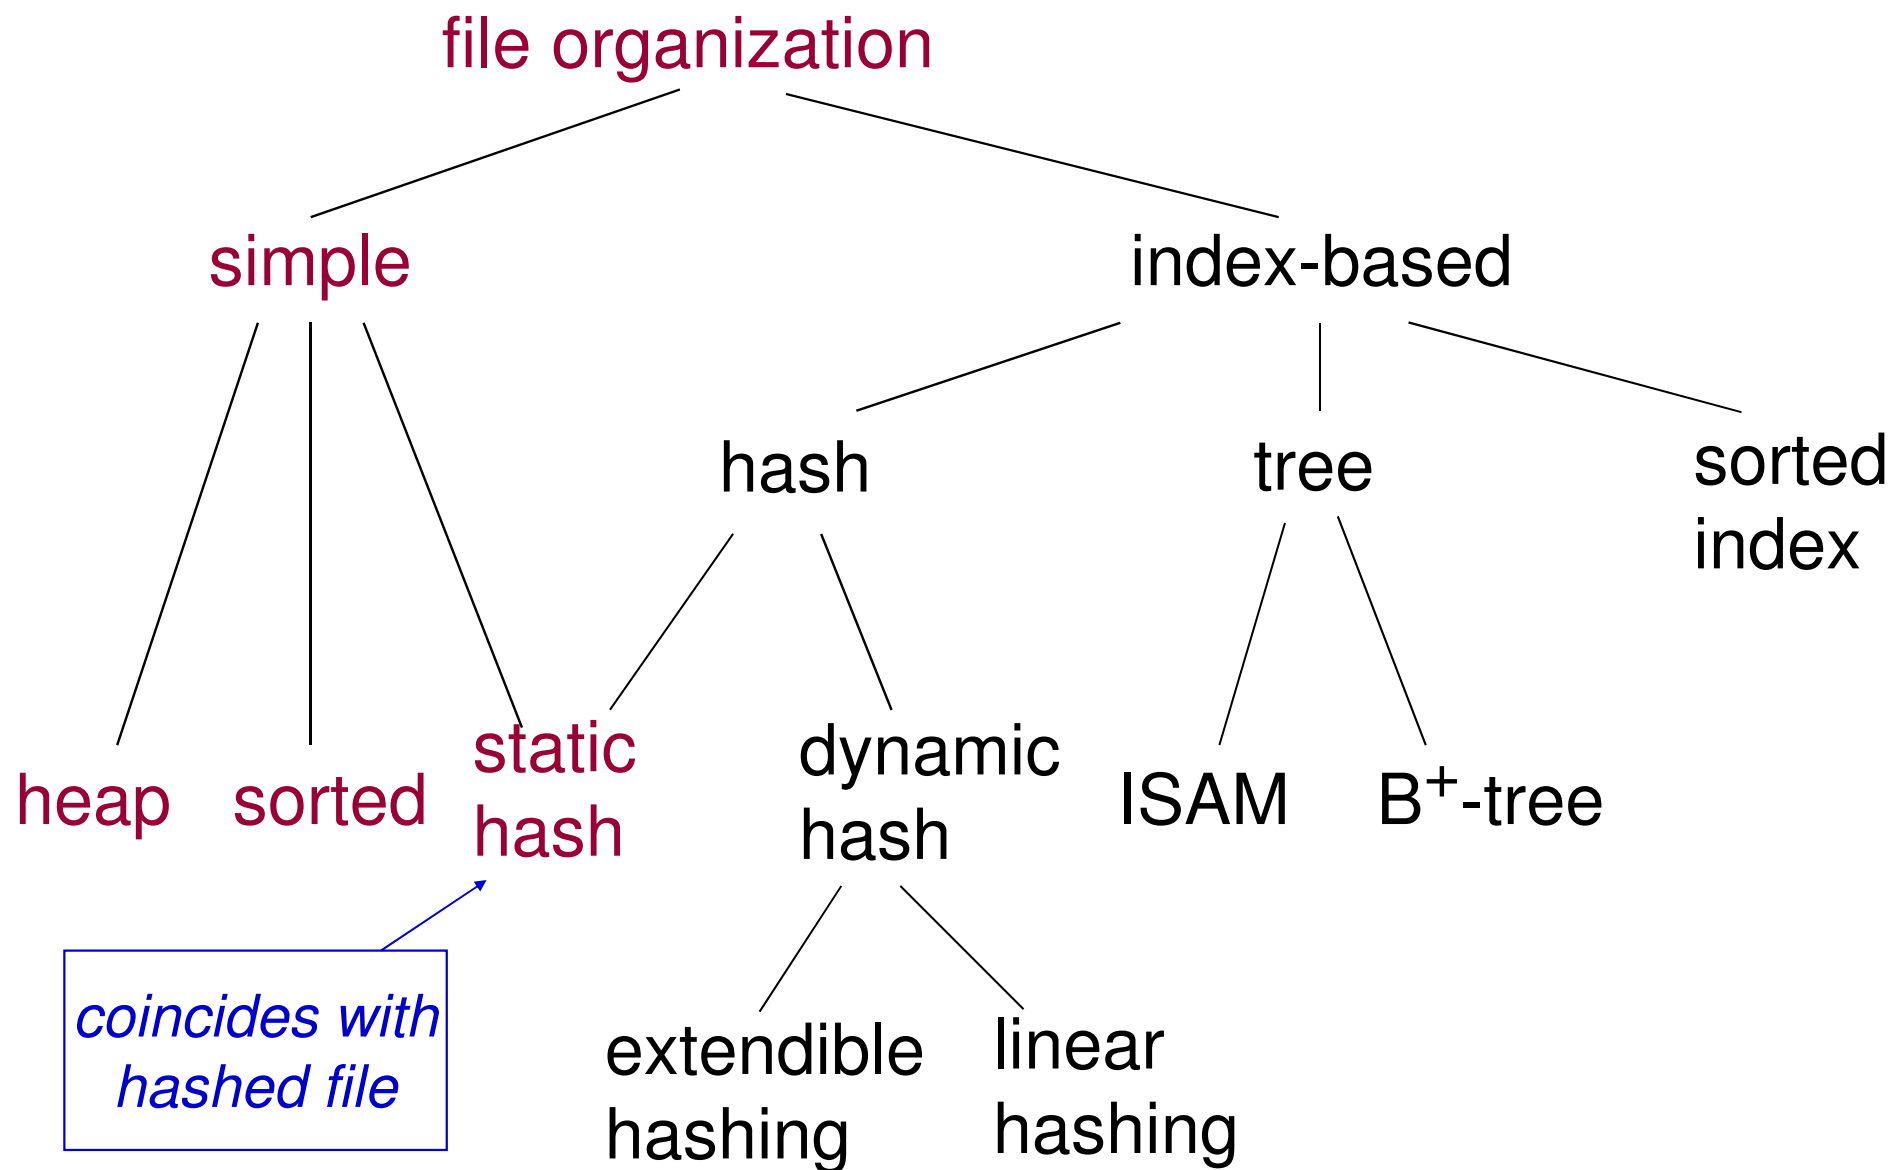 file organization
simple
index-based
hash
tree
sorted
index
heap
sorted
static
hash
dynamic
hash
ISAM
B⁺-tree
coincides with
hashed file
extendible
hashing
linear
hashing